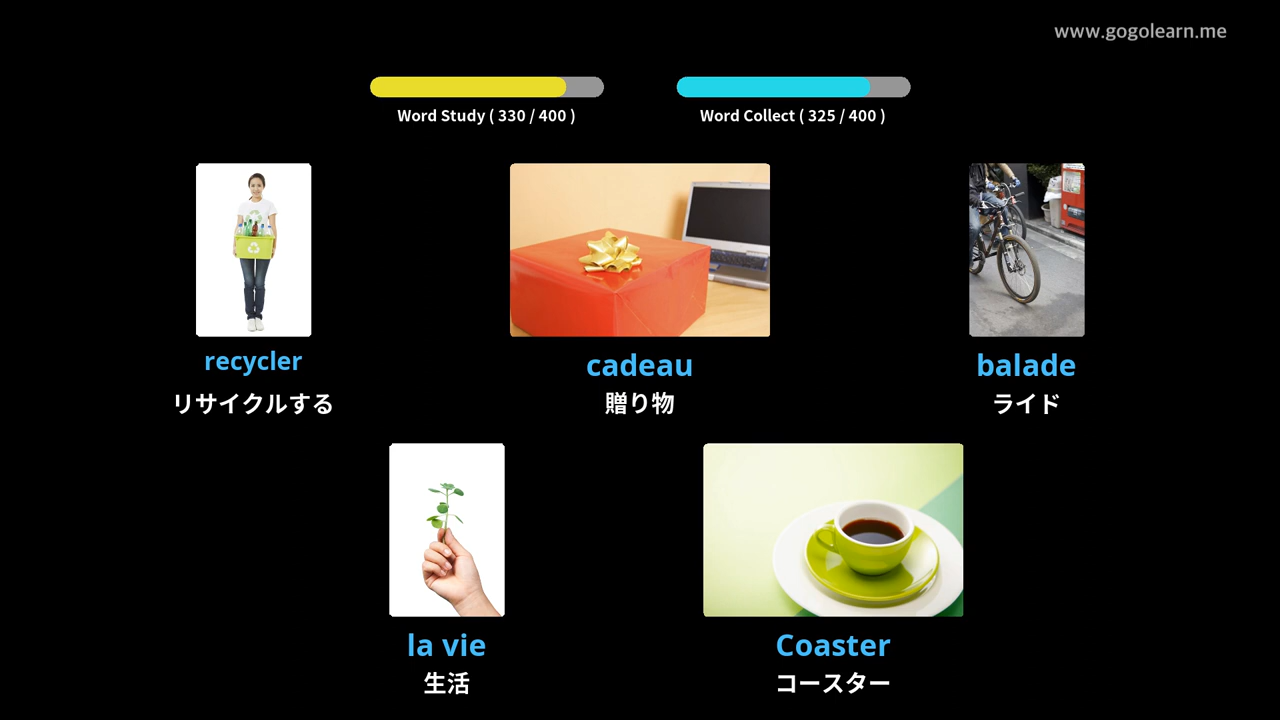 www.gogolearn.me
Word Study ( 330 / 400 )
Word Collect ( 325 / 400 )
recycler
リサイクルする
cadeau
贈り物
balade
ライド
la vie
生活
Coaster
コースター